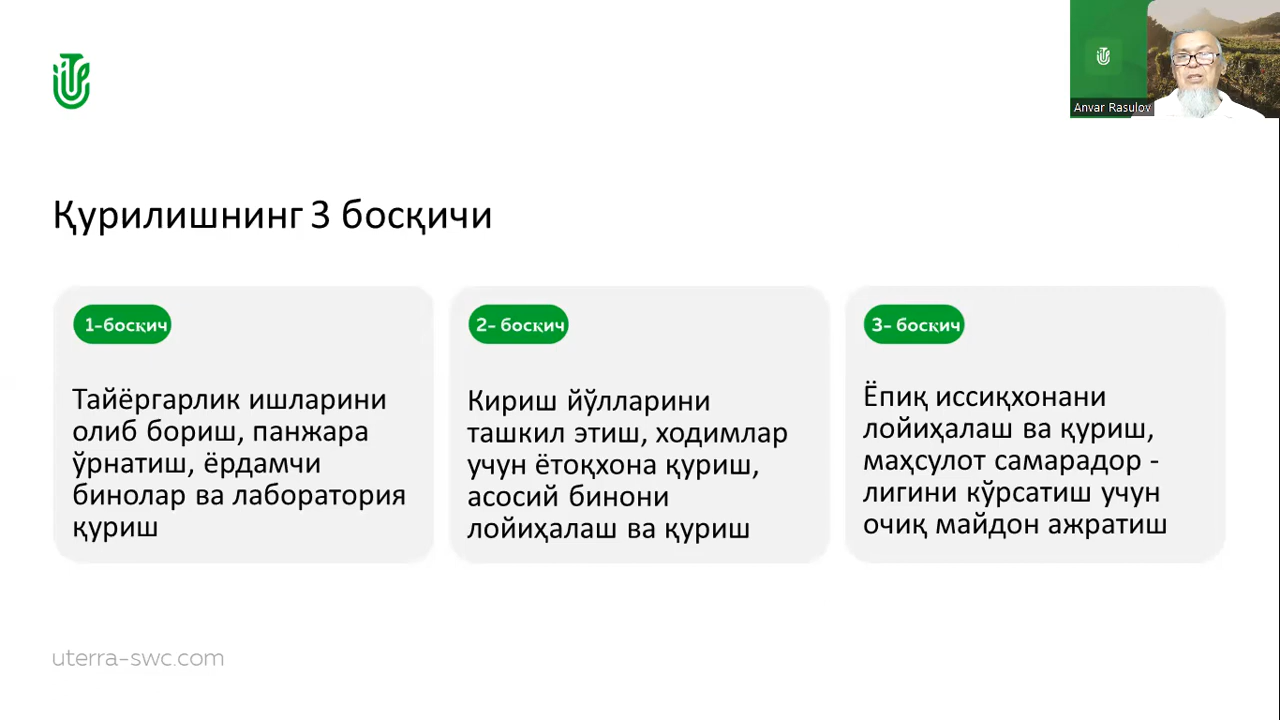 Anvar Rasulov
Қурилишнинг 3 босқичи
1-босқич
Тайёргарлик ишларини
олиб бориш, панжара
ўрнатиш, ёрдамчи
бинолар ва лаборатория
қуриш
2- босқич
Кириш йўлларини
ташкил этиш, ходимлар
учун ётоқхона қуриш,
асосий бинони
лойиҳалаш ва қуриш
3- босқич
Ёпиқ иссиқхонани
лойиҳалаш ва қуриш,
маҳсулот самарадор -
лигини кўрсатиш учун
очиқ майдон ажратиш
uterra-swc.com